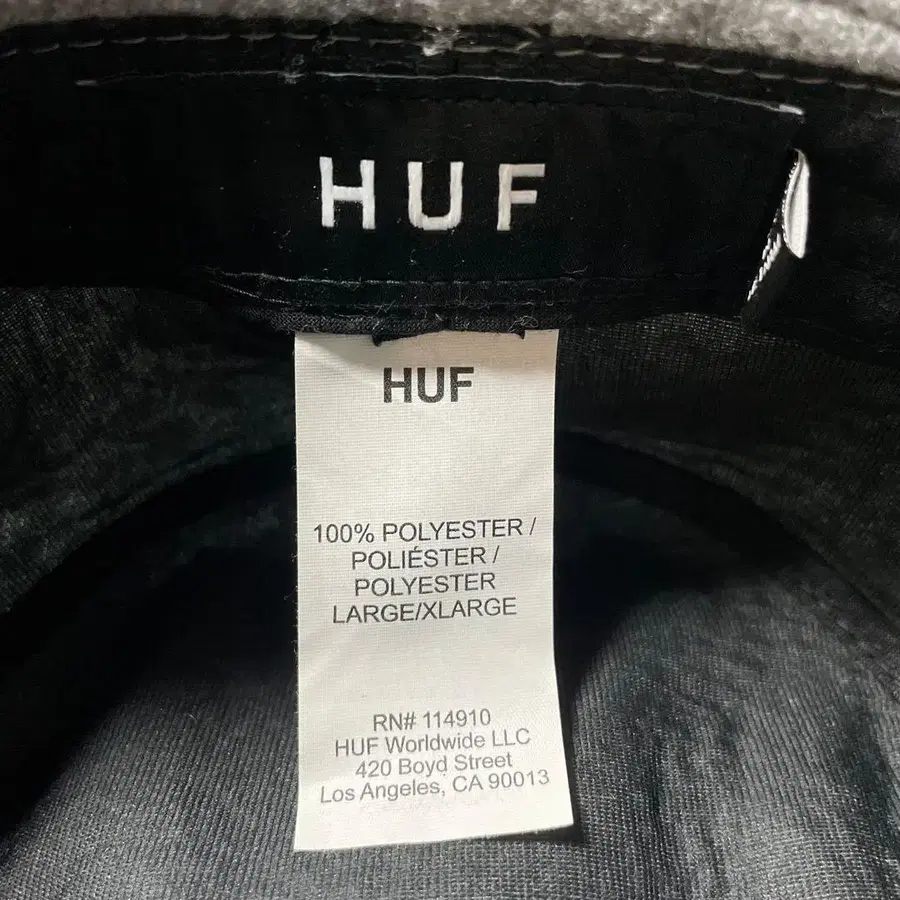 HUF
HUF
100% POLYESTER /
POLIÉSTER /
POLYESTER
LARGE/XLARGE
RN# 114910
HUF Worldwide LLC
420 Boyd Street
Los Angeles, CA 90013